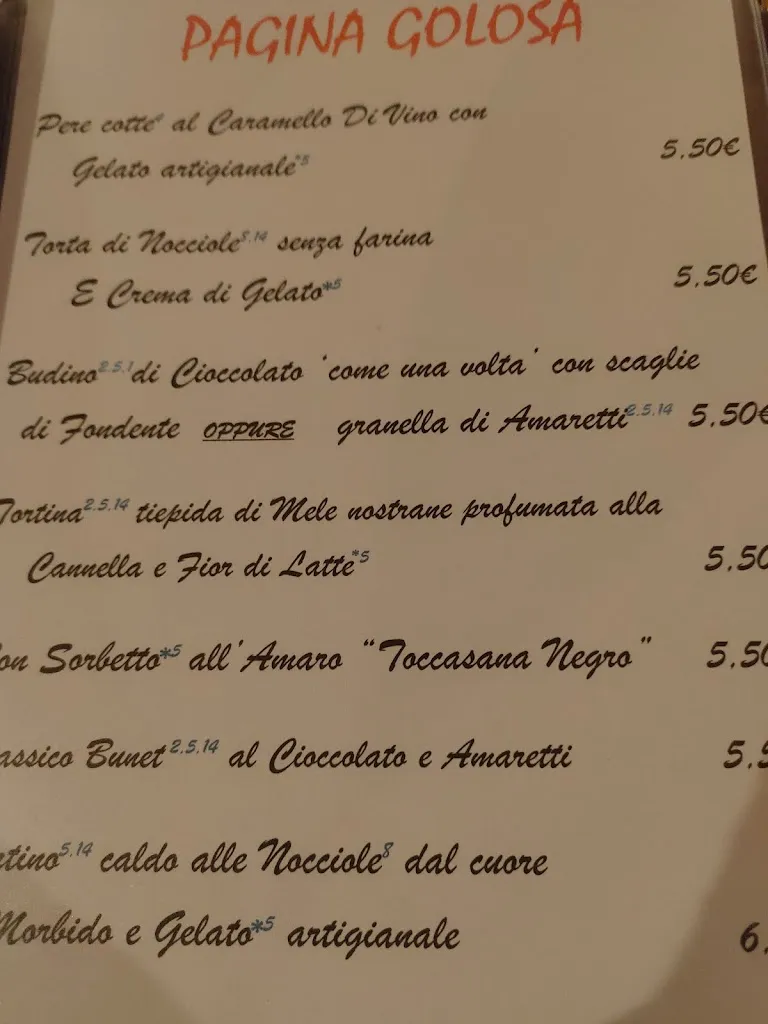 PAGINA GOLOSA
Pere cotte al Caramello Di Vino con
Gelato artigianale*5 5.50€
Torta di Nocciole8.14 senza farina
E Crema di Gelato*5 5.50€
Budino2.5.1 di Cioccolato 'come una volta' con scaglie
di Fondente OPPURE granella di Amaretti2.5.14 5.50€
Tortina2.5.14 tiepida di Mele nostrane profumata alla
Cannella e Fior di Latte*5 5.50
on Sorbetto*5 all'Amaro "Toccasana Negro" 5.50
assico Bunet2.5.14 al Cioccolato e Amaretti 5.5
rtino5.14 caldo alle Nocciole8 dal cuore
Morbido e Gelato*5 artigianale 6.